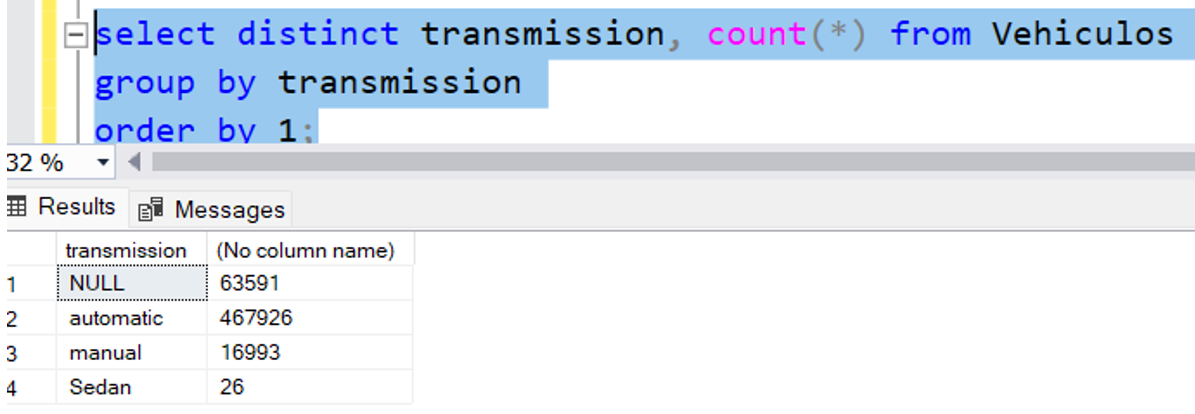 select distinct transmission, count(*) from Vehiculos
group by transmission
order by 1;
32 %
Results Messages
transmission (No column name)
1 NULL 63591
2 automatic 467926
3 manual 16993
4 Sedan 26